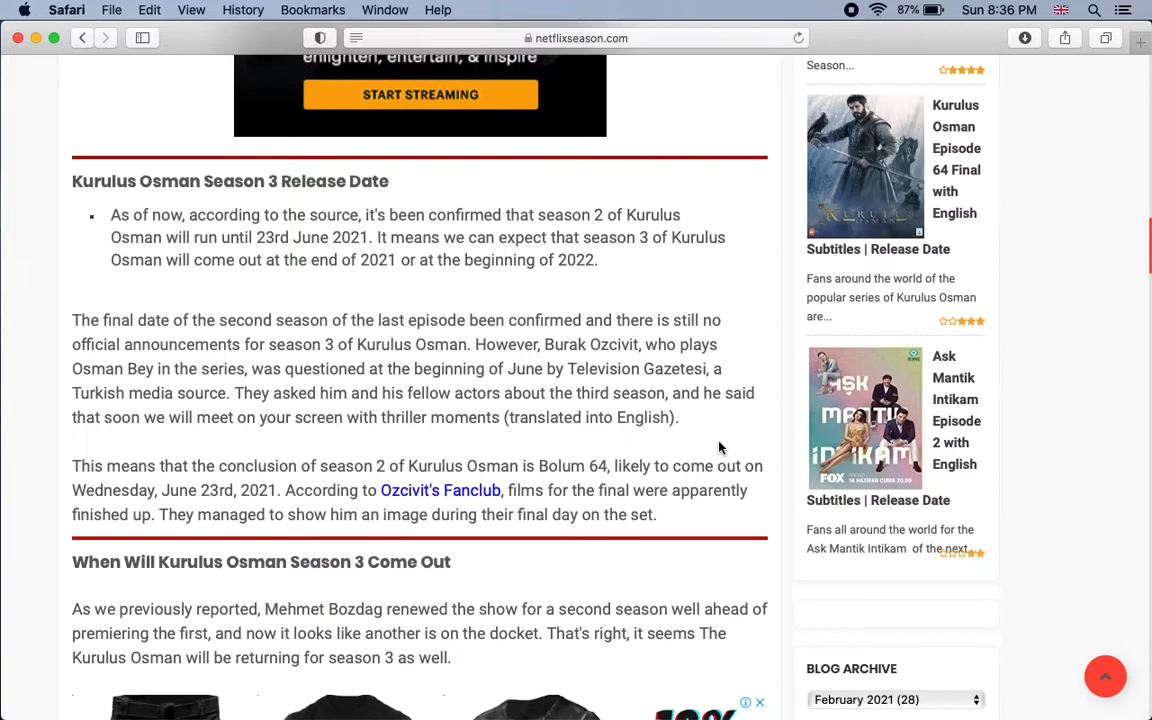 Safari File Edit View History Bookmarks Window Help 87% Sun 8:36 PM
netflixseason.com
enlighten, entertain, & inspire
START STREAMING
Kurulus Osman Season 3 Release Date
▪ As of now, according to the source, it's been confirmed that season 2 of Kurulus
Osman will run until 23rd June 2021. It means we can expect that season 3 of Kurulus
Osman will come out at the end of 2021 or at the beginning of 2022.
The final date of the second season of the last episode been confirmed and there is still no
official announcements for season 3 of Kurulus Osman. However, Burak Ozcivit, who plays
Osman Bey in the series, was questioned at the beginning of June by Television Gazetesi, a
Turkish media source. They asked him and his fellow actors about the third season, and he said
that soon we will meet on your screen with thriller moments (translated into English).
This means that the conclusion of season 2 of Kurulus Osman is Bolum 64, likely to come out on
Wednesday, June 23rd, 2021. According to Ozcivit's Fanclub, films for the final were apparently
finished up. They managed to show him an image during their final day on the set.
When Will Kurulus Osman Season 3 Come Out
As we previously reported, Mehmet Bozdag renewed the show for a second season well ahead of
premiering the first, and now it looks like another is on the docket. That's right, it seems The
Kurulus Osman will be returning for season 3 as well.
Season...
KURULUS
OSMAN
Kurulus
Osman
Episode
64 Final
with
English
Subtitles | Release Date
Fans around the world of the
popular series of Kurulus Osman
are...
AŞK
MANTIK
İNTİKAM
FOX
18 HAZİRAN CUMA 20.00
Ask
Mantik
Intikam
Episode
2 with
English
Subtitles | Release Date
Fans all around the world for the
Ask Mantik Intikam of the next...
BLOG ARCHIVE
February 2021 (28)